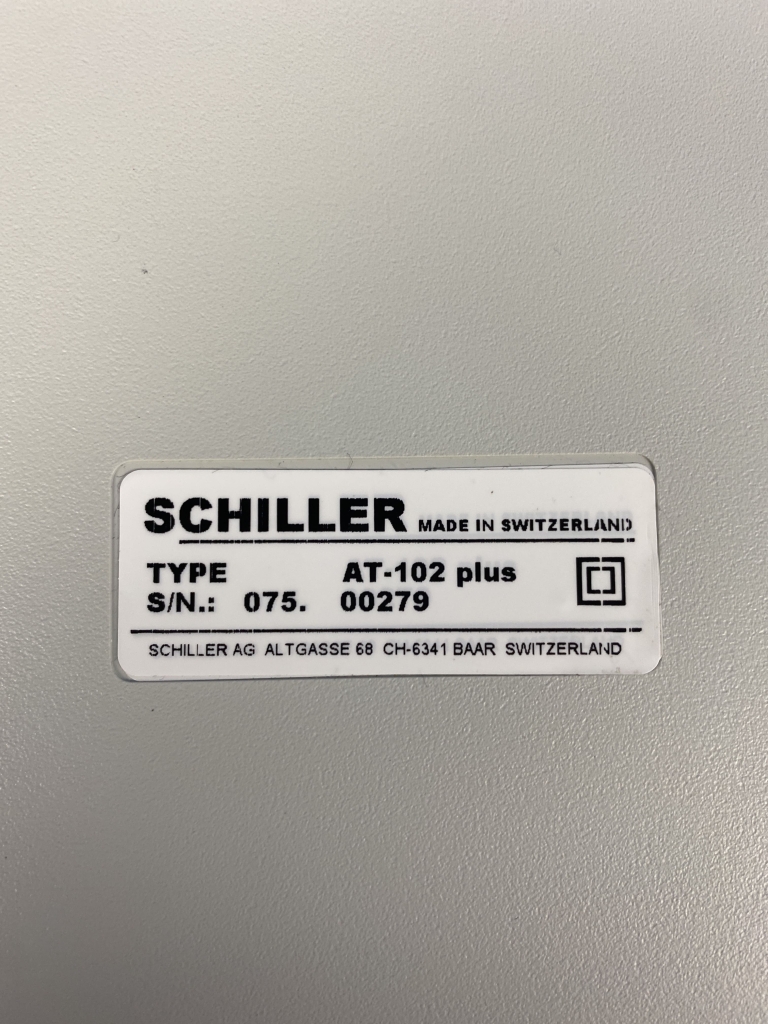 SCHILLER MADE IN SWITZERLAND
TYPE AT-102 plus
S/N.: 075. 00279
SCHILLER AG ALTGASSE 68 CH-6341 BAAR SWITZERLAND